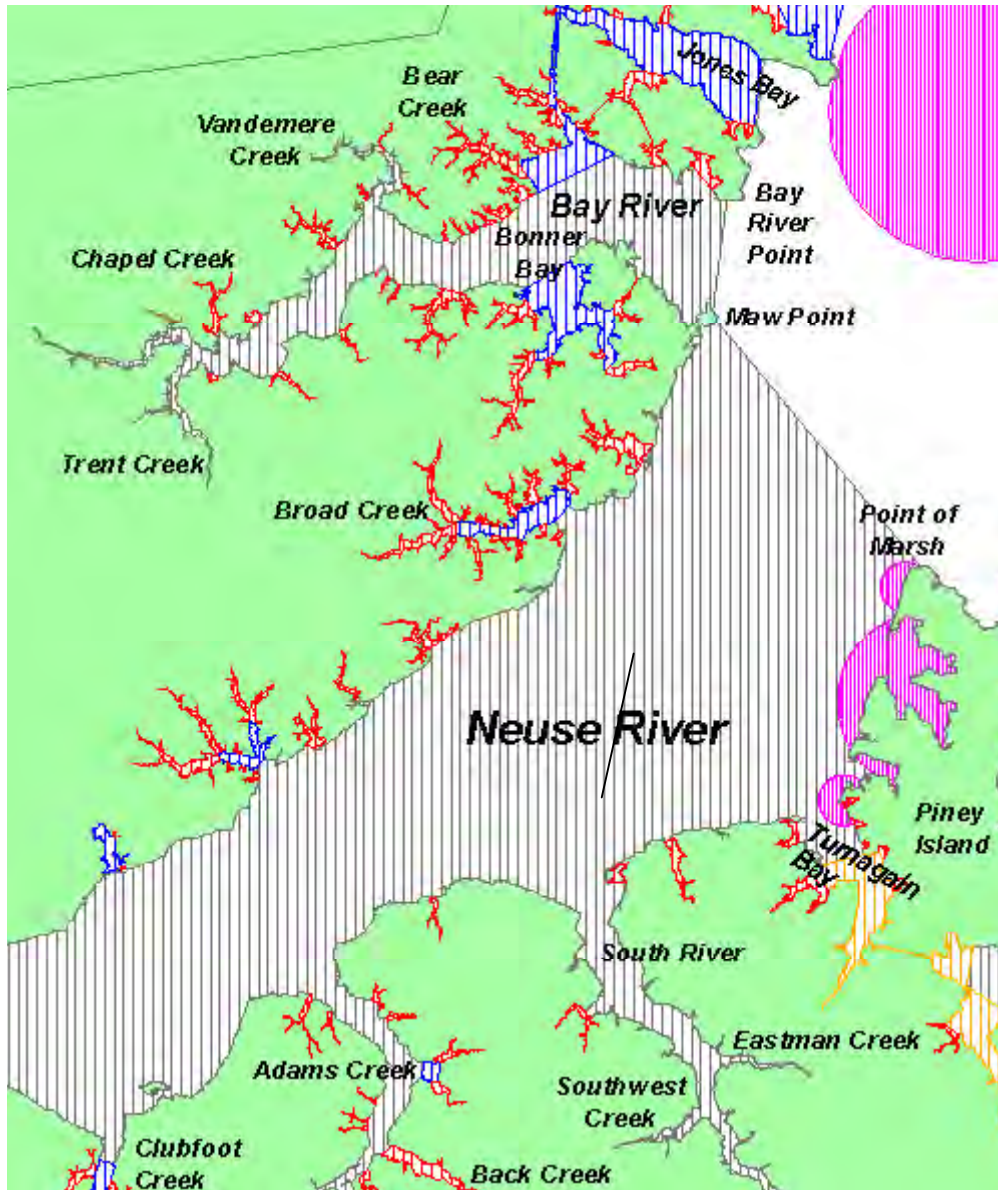 Jones Bay
Bear
Creek
Vandemere
Creek
Bay River
Bay
River
Point
Bonner
Bay
Chapel Creek
Maw Point
Trent Creek
Broad Creek
Point of
Marsh
Neuse River
Piney
Island
Turnagain
Bay
South River
Eastman Creek
Adams Creek
Southwest
Creek
Clubfoot
Creek
Back Creek